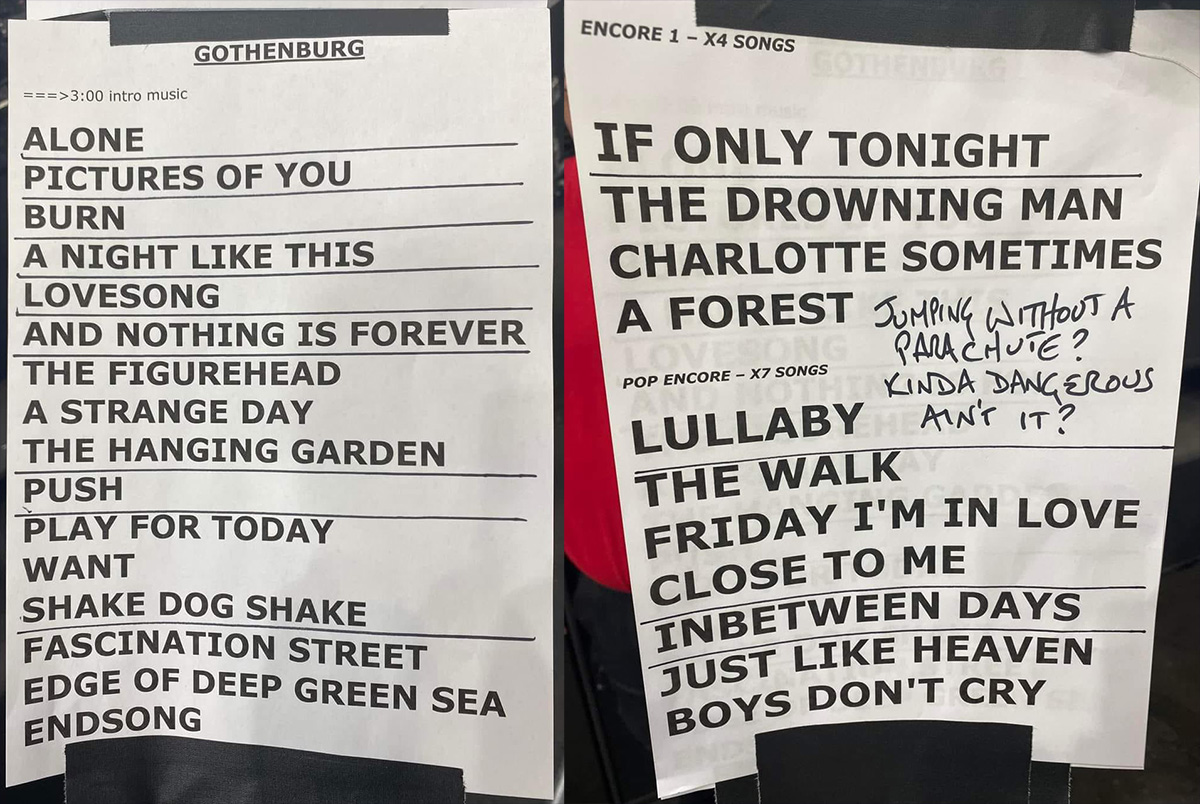 GOTHENBURG
===>3:00 intro music
ALONE
PICTURES OF YOU
BURN
A NIGHT LIKE THIS
LOVESONG
AND NOTHING IS FOREVER
THE FIGUREHEAD
A STRANGE DAY
THE HANGING GARDEN
PUSH
PLAY FOR TODAY
WANT
SHAKE DOG SHAKE
FASCINATION STREET
EDGE OF DEEP GREEN SEA
ENDSONG
ENCORE 1 – X4 SONGS
IF ONLY TONIGHT
THE DROWNING MAN
CHARLOTTE SOMETIMES
A FOREST
JUMPING WITHOUT A
PARACHUTE?
KINDA DANGEROUS
AIN'T IT?
POP ENCORE – X7 SONGS
LULLABY
THE WALK
FRIDAY I'M IN LOVE
CLOSE TO ME
INBETWEEN DAYS
JUST LIKE HEAVEN
BOYS DON'T CRY